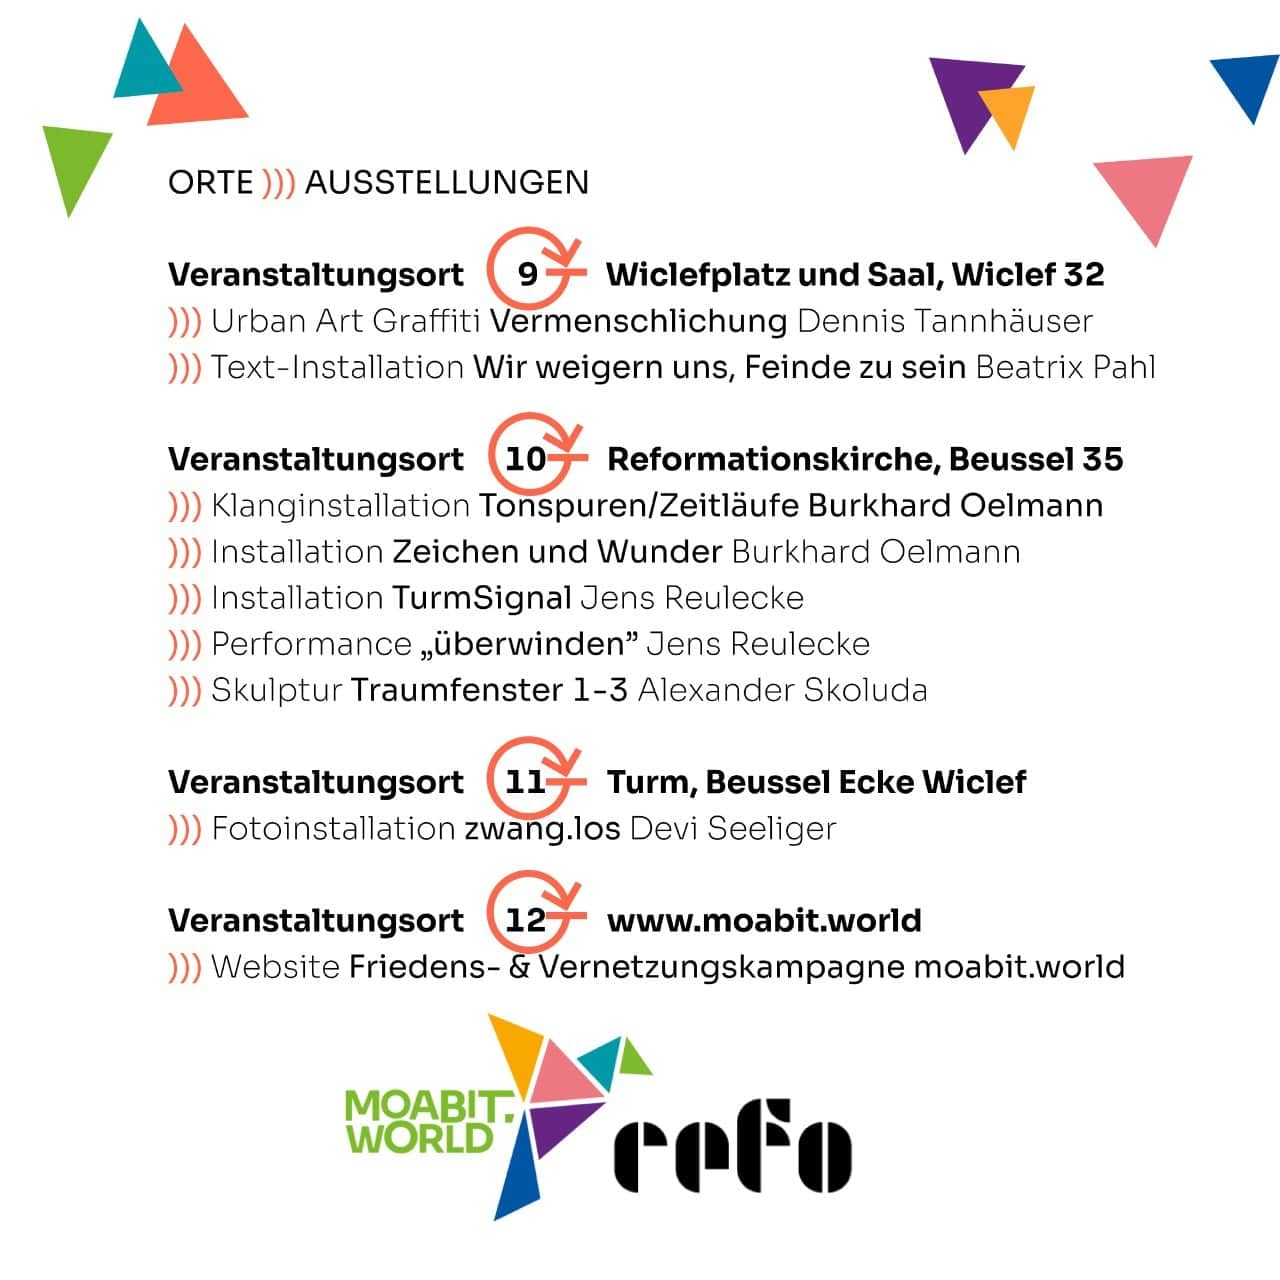 ORTE ))) AUSSTELLUNGEN
Veranstaltungsort 9 Wiclefplatz und Saal, Wiclef 32
))) Urban Art Graffiti Vermenschlichung Dennis Tannhäuser
))) Text-Installation Wir weigern uns, Feinde zu sein Beatrix Pahl
Veranstaltungsort 10 Reformationskirche, Beussel 35
))) Klanginstallation Tonspuren/Zeitläufe Burkhard Oelmann
))) Installation Zeichen und Wunder Burkhard Oelmann
))) Installation TurmSignal Jens Reulecke
))) Performance „überwinden” Jens Reulecke
))) Skulptur Traumfenster 1-3 Alexander Skoluda
Veranstaltungsort 11 Turm, Beussel Ecke Wiclef
))) Fotoinstallation zwang.los Devi Seeliger
Veranstaltungsort 12 www.moabit.world
))) Website Friedens- & Vernetzungskampagne moabit.world
MOABIT.
WORLD
refo